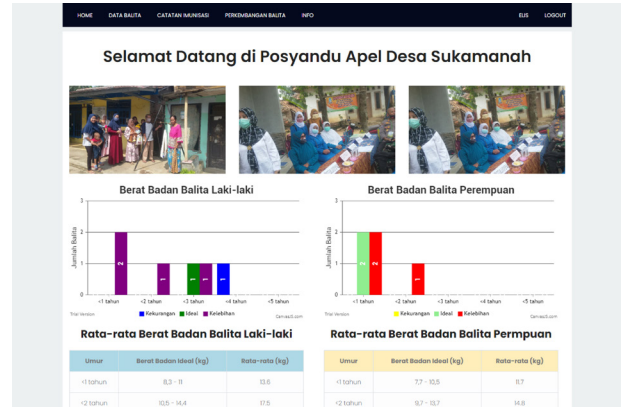 HOME DATA BALITA CATATAN IMUNISASI PERKEMBANGAN BALITA INFO ELIS LOGOUT
Selamat Datang di Posyandu Apel Desa Sukamanah
Berat Badan Balita Laki-laki
Jumlah Balita
3
2
1
0
2
1
1
1
1
<1 tahun <2 tahun <3 tahun <4 tahun <5 tahun
Trial Version
Kekurangan Ideal Kelebihan
CanvasJS.com
Berat Badan Balita Perempuan
Jumlah Balita
3
2
1
0
2
2
1
<1 tahun <2 tahun <3 tahun <4 tahun <5 tahun
Trial Version
Kekurangan Ideal Kelebihan
CanvasJS.com
Rata-rata Berat Badan Balita Laki-laki
Umur Berat Badan Ideal (kg) Rata-rata (kg)
<1 tahun 8,3 - 11 13.6
<2 tahun 10,5 - 14,4 17.5
Rata-rata Berat Badan Balita Permpuan
Umur Berat Badan Ideal (kg) Rata-rata (kg)
<1 tahun 7,7 - 10,5 11.7
<2 tahun 9,7 - 13,7 14.8